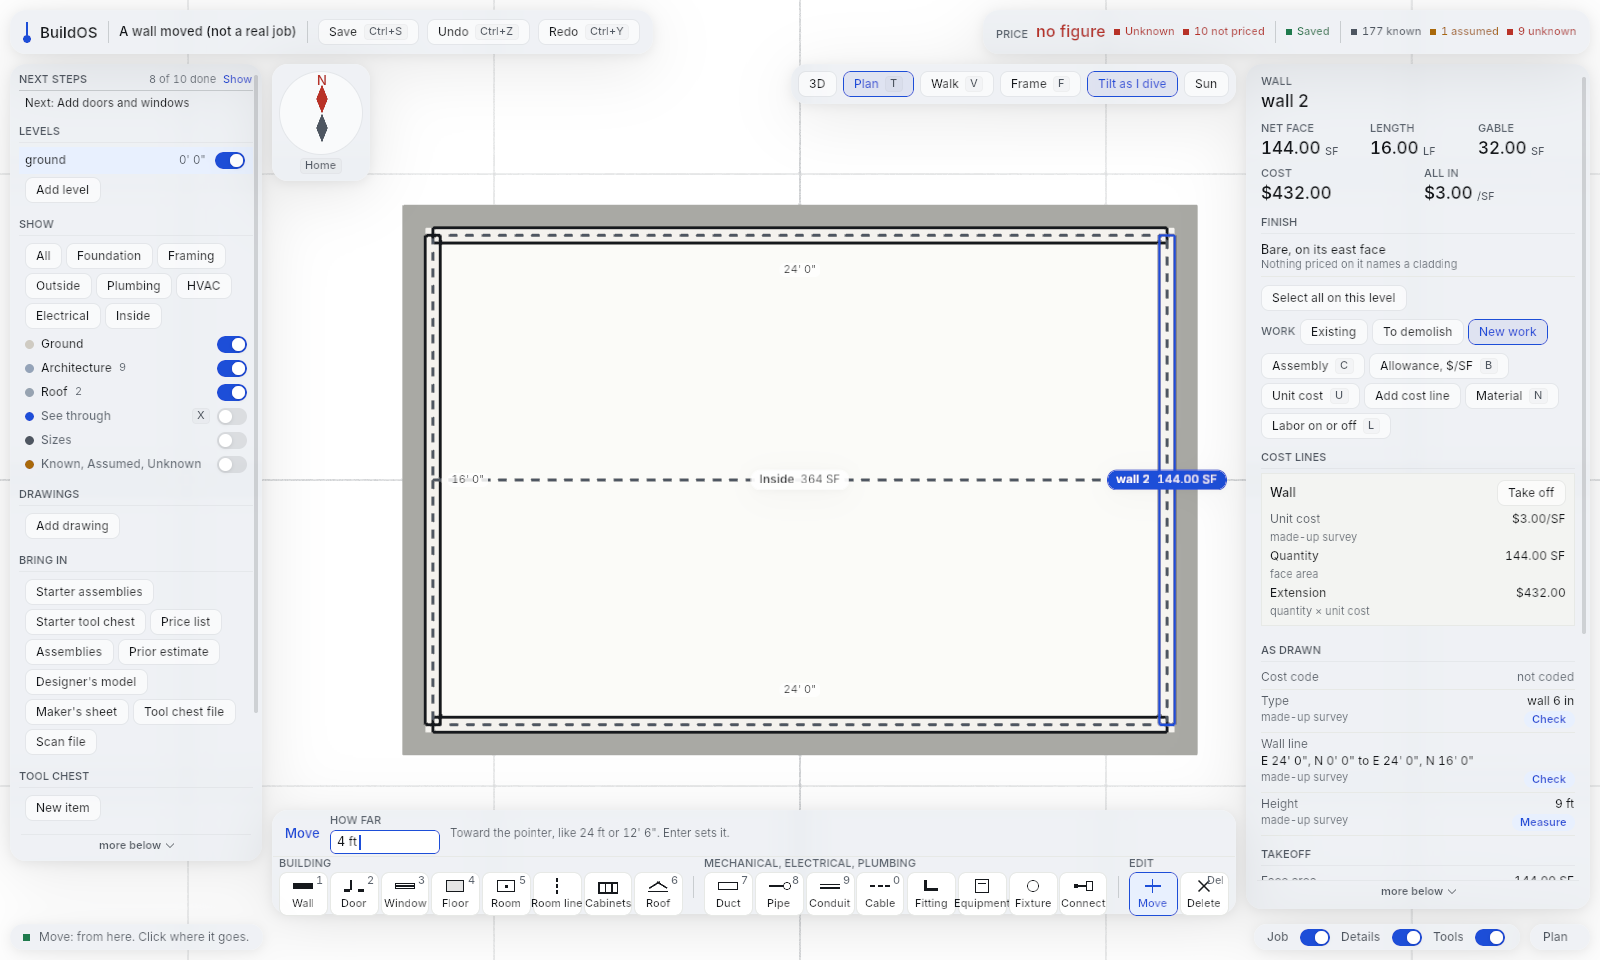 BuildOS
A wall moved (not a real job)
Save Ctrl+S
Undo Ctrl+Z
Redo Ctrl+Y
PRICE no figure Unknown 10 not priced Saved 177 known 1 assumed 9 unknown
NEXT STEPS 8 of 10 done Show
Next: Add doors and windows
LEVELS
ground 0' 0"
Add level
SHOW
All Foundation Framing
Outside Plumbing HVAC
Electrical Inside
Ground
Architecture 9
Roof 2
See through X
Sizes
Known, Assumed, Unknown
DRAWINGS
Add drawing
BRING IN
Starter assemblies
Starter tool chest Price list
Assemblies Prior estimate
Designer's model
Maker's sheet Tool chest file
Scan file
TOOL CHEST
New item
more below
N
Home
3D Plan T Walk V Frame F Tilt as I dive Sun
24' 0"
16' 0"
Inside 364 SF
wall 2 144.00 SF
24' 0"
WALL
wall 2
NET FACE LENGTH GABLE
144.00 SF 16.00 LF 32.00 SF
COST ALL IN
$432.00 $3.00 /SF
FINISH
Bare, on its east face
Nothing priced on it names a cladding
Select all on this level
WORK Existing To demolish New work
Assembly C Allowance, $/SF B
Unit cost U Add cost line Material N
Labor on or off L
COST LINES
Wall Take off
Unit cost $3.00/SF
made-up survey
Quantity 144.00 SF
face area
Extension $432.00
quantity × unit cost
AS DRAWN
Cost code not coded
Type wall 6 in
made-up survey Check
Wall line
E 24' 0", N 0' 0" to E 24' 0", N 16' 0"
made-up survey Check
Height 9 ft
made-up survey Measure
TAKEOFF
Face area 144.00 SF
more below
Move
HOW FAR
4 ft
Toward the pointer, like 24 ft or 12' 6". Enter sets it.
BUILDING MECHANICAL, ELECTRICAL, PLUMBING EDIT
1 2 3 4 5 6 7 8 9 0 Del
Wall Door Window Floor Room Room line Cabinets Roof Duct Pipe Conduit Cable Fitting Equipment Fixture Connect Move Delete
Move: from here. Click where it goes.
Job Details Tools Plan